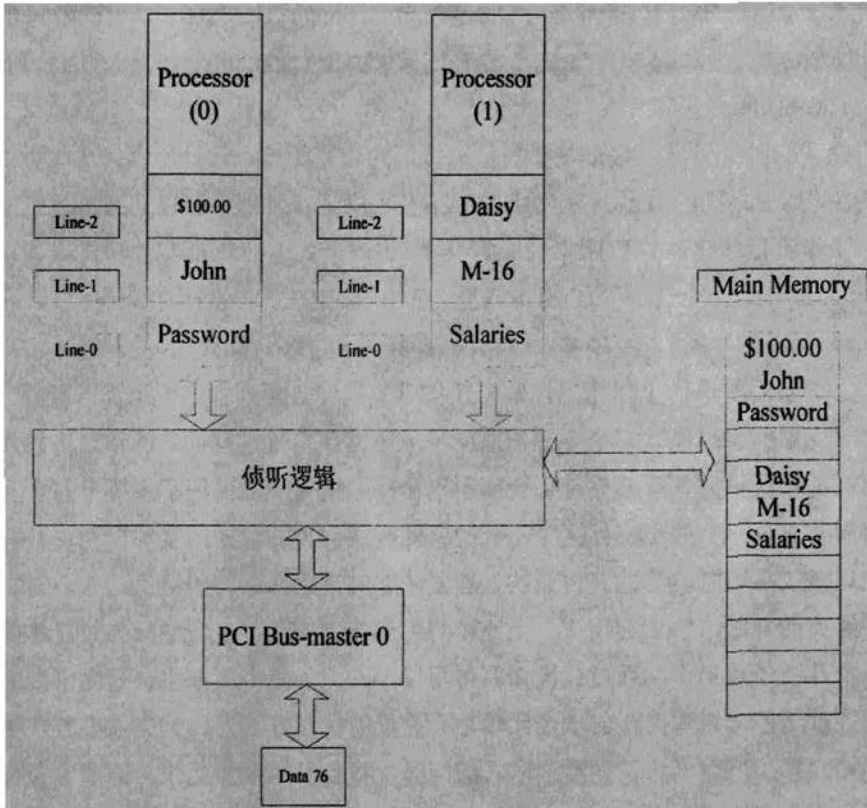 Processor
(0)
Processor
(1)
Line-2
$100.00
Line-2
Daisy
Line-1
John
Line-1
M-16
Main Memory
Line-0
Password
Line-0
Salaries
$100.00
John
Password
侦听逻辑
Daisy
M-16
Salaries
PCI Bus-master 0
Data 76